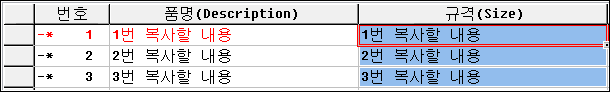 번호 품명(Description) 규격(Size)
-* 1 1번 복사할 내용 1번 복사할 내용
-* 2 2번 복사할 내용 2번 복사할 내용
-* 3 3번 복사할 내용 3번 복사할 내용